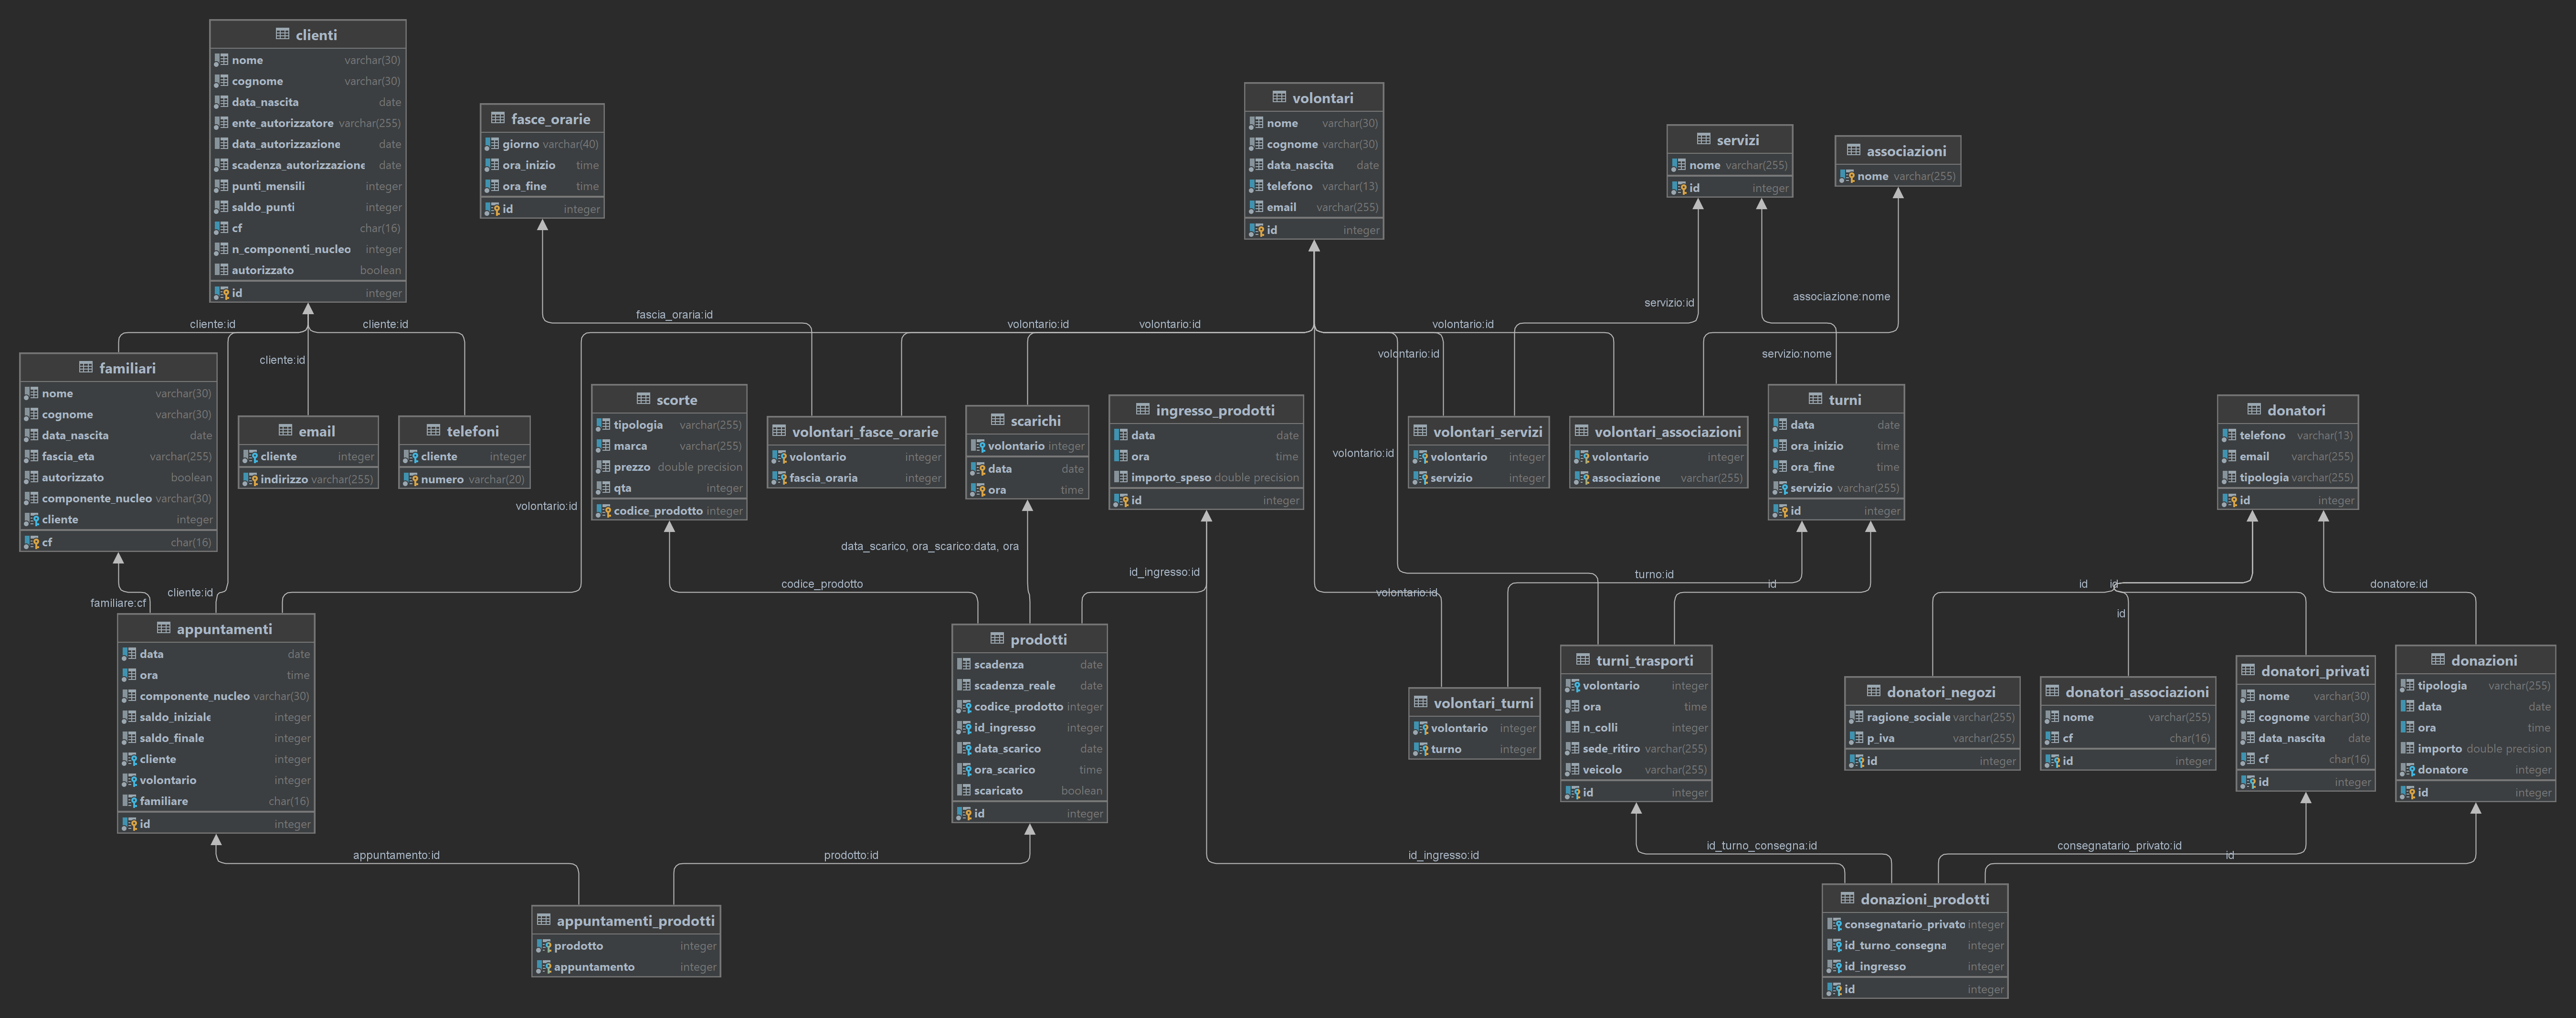 clienti
nome varchar(30)
cognome varchar(30)
data_nascita date
ente_autorizzatore varchar(255)
data_autorizzazione date
scadenza_autorizzazione date
punti_mensili integer
saldo_punti integer
cf char(16)
n_componenti_nucleo integer
autorizzato boolean
id integer
fasce_orarie
giorno varchar(40)
ora_inizio time
ora_fine time
id integer
volontari
nome varchar(30)
cognome varchar(30)
data_nascita date
telefono varchar(13)
email varchar(255)
id integer
servizi
nome varchar(255)
id integer
associazioni
nome varchar(255)
cliente:id
cliente:id
cliente:id
fascia_oraria:id
volontario:id
volontario:id
volontario:id
volontario:id
servizio:id
associazione:nome
servizio:nome
volontario:id
volontario:id
familiari
nome varchar(30)
cognome varchar(30)
data_nascita date
fascia_eta varchar(255)
autorizzato boolean
componente_nucleo varchar(30)
cliente integer
cf char(16)
email
cliente integer
indirizzo varchar(255)
telefoni
cliente integer
numero varchar(20)
scorte
tipologia varchar(255)
marca varchar(255)
prezzo double precision
qta integer
codice_prodotto integer
volontari_fasce_orarie
volontario integer
fascia_oraria integer
scarichi
volontario integer
data date
ora time
ingresso_prodotti
data date
ora time
importo_speso double precision
id integer
volontari_servizi
volontario integer
servizio integer
volontari_associazioni
volontario integer
associazione varchar(255)
turni
data date
ora_inizio time
ora_fine time
servizio varchar(255)
id integer
donatori
telefono varchar(13)
email varchar(255)
tipologia varchar(255)
id integer
familiare:cf
cliente:id
codice_prodotto
data_scarico, ora_scarico:data, ora
id_ingresso:id
volontario:id
turno:id
id
id
id
id
donatore:id
appuntamenti
data date
ora time
componente_nucleo varchar(30)
saldo_iniziale integer
saldo_finale integer
cliente integer
volontario integer
familiare char(16)
id integer
prodotti
scadenza date
scadenza_reale date
codice_prodotto integer
id_ingresso integer
data_scarico date
ora_scarico time
scaricato boolean
id integer
volontari_turni
volontario integer
turno integer
turni_trasporti
volontario integer
ora time
n_colli integer
sede_ritiro varchar(255)
veicolo varchar(255)
id integer
donatori_negozi
ragione_sociale varchar(255)
p_iva varchar(255)
id integer
donatori_associazioni
nome varchar(255)
cf char(16)
id integer
donatori_privati
nome varchar(30)
cognome varchar(30)
data_nascita date
cf char(16)
id integer
donazioni
tipologia varchar(255)
data date
ora time
importo double precision
donatore integer
id integer
appuntamento:id
prodotto:id
id_ingresso:id
id_turno_consegna:id
consegnatario_privato:id
id
appuntamenti_prodotti
prodotto integer
appuntamento integer
donazioni_prodotti
consegnatario_privato integer
id_turno_consegna integer
id_ingresso integer
id integer